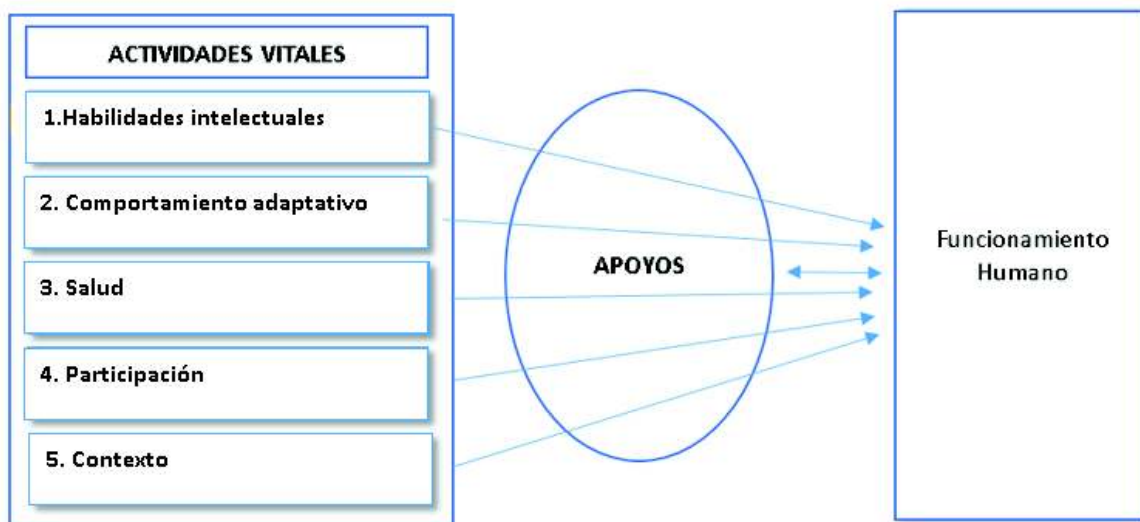 ACTIVIDADES VITALES
1.Habilidades intelectuales
2. Comportamiento adaptativo
3. Salud
4. Participación
5. Contexto
APOYOS
Funcionamiento
Humano